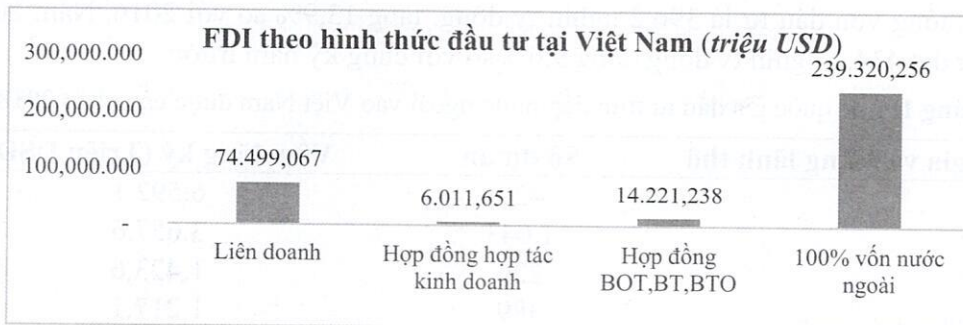 FDI theo hình thức đầu tư tại Việt Nam (triệu USD)
300,000.000
239.320,256
200,000.000
100,000.000
74.499,067
6.011,651
14.221,238
-
Liên doanh
Hợp đồng hợp tác
kinh doanh
Hợp đồng
BOT,BT,BTO
100% vốn nước
ngoài